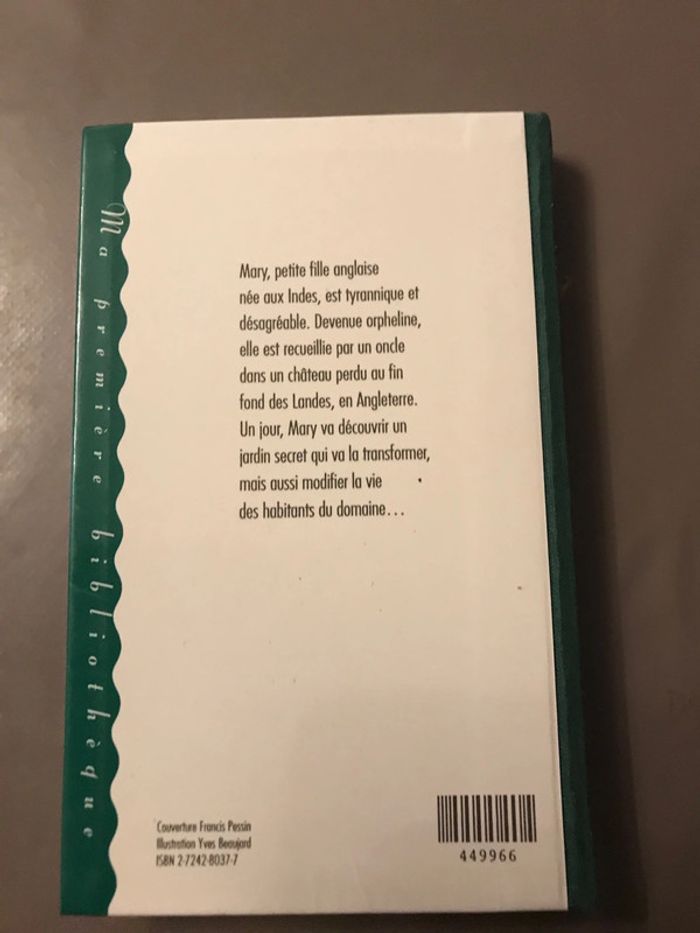 Ma première bibliothèque
Mary, petite fille anglaise
née aux Indes, est tyrannique et
désagréable. Devenue orpheline,
elle est recueillie par un oncle
dans un château perdu au fin
fond des Landes, en Angleterre.
Un jour, Mary va découvrir un
jardin secret qui va la transformer,
mais aussi modifier la vie
des habitants du domaine...
Couverture Francis Pessin
Illustration Yves Beaujard
ISBN 2-7242-8037-7
449966